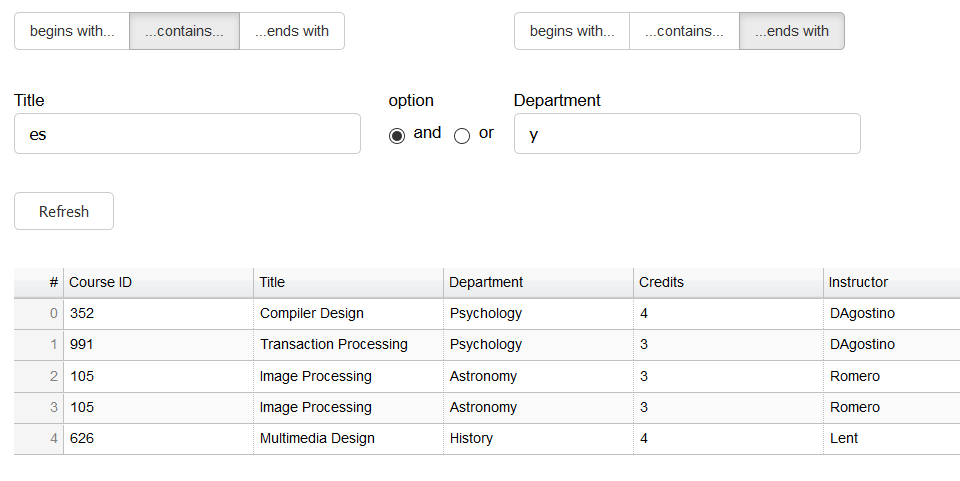 begins with... ...contains... ...ends with begins with... ...contains... ...ends with
Title option Department
es and or y
Refresh
# Course ID Title Department Credits Instructor
0 352 Compiler Design Psychology 4 DAgostino
1 991 Transaction Processing Psychology 3 DAgostino
2 105 Image Processing Astronomy 3 Romero
3 105 Image Processing Astronomy 3 Romero
4 626 Multimedia Design History 4 Lent